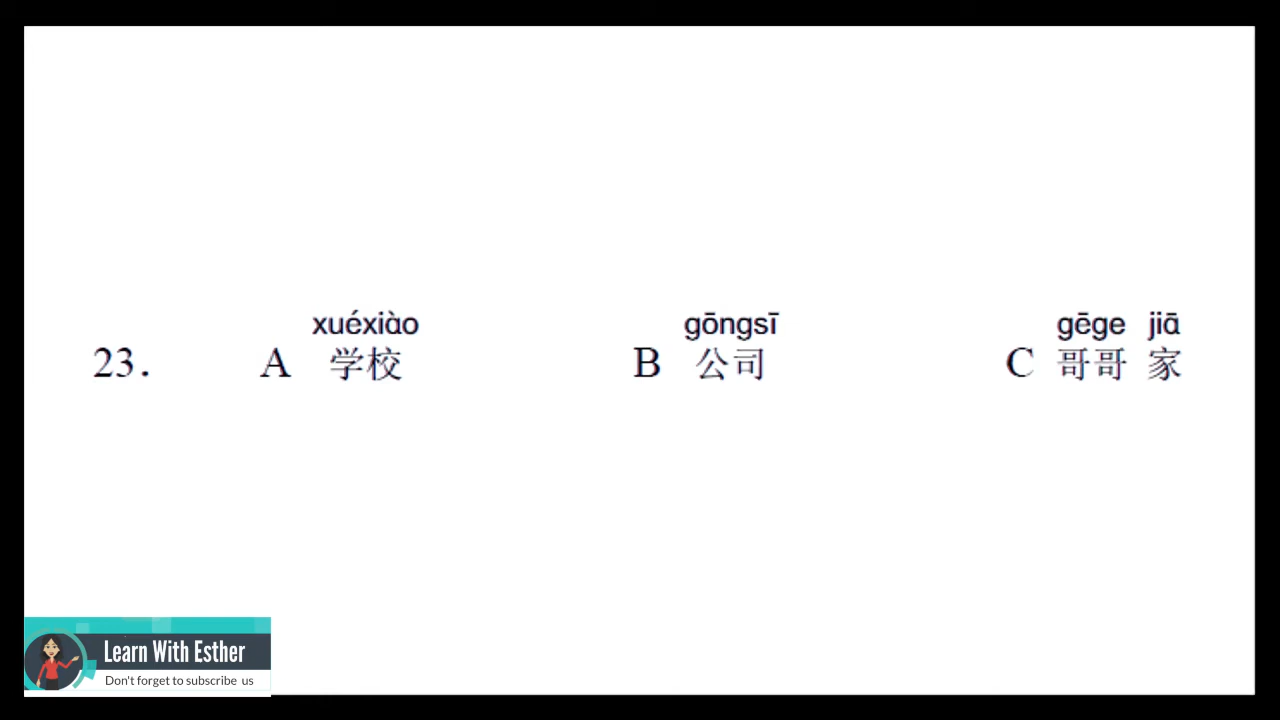 xuéxiào gōngsī gēge jiā
23. A 学校 B 公司 C 哥哥 家
Learn With Esther
Don't forget to subscribe us